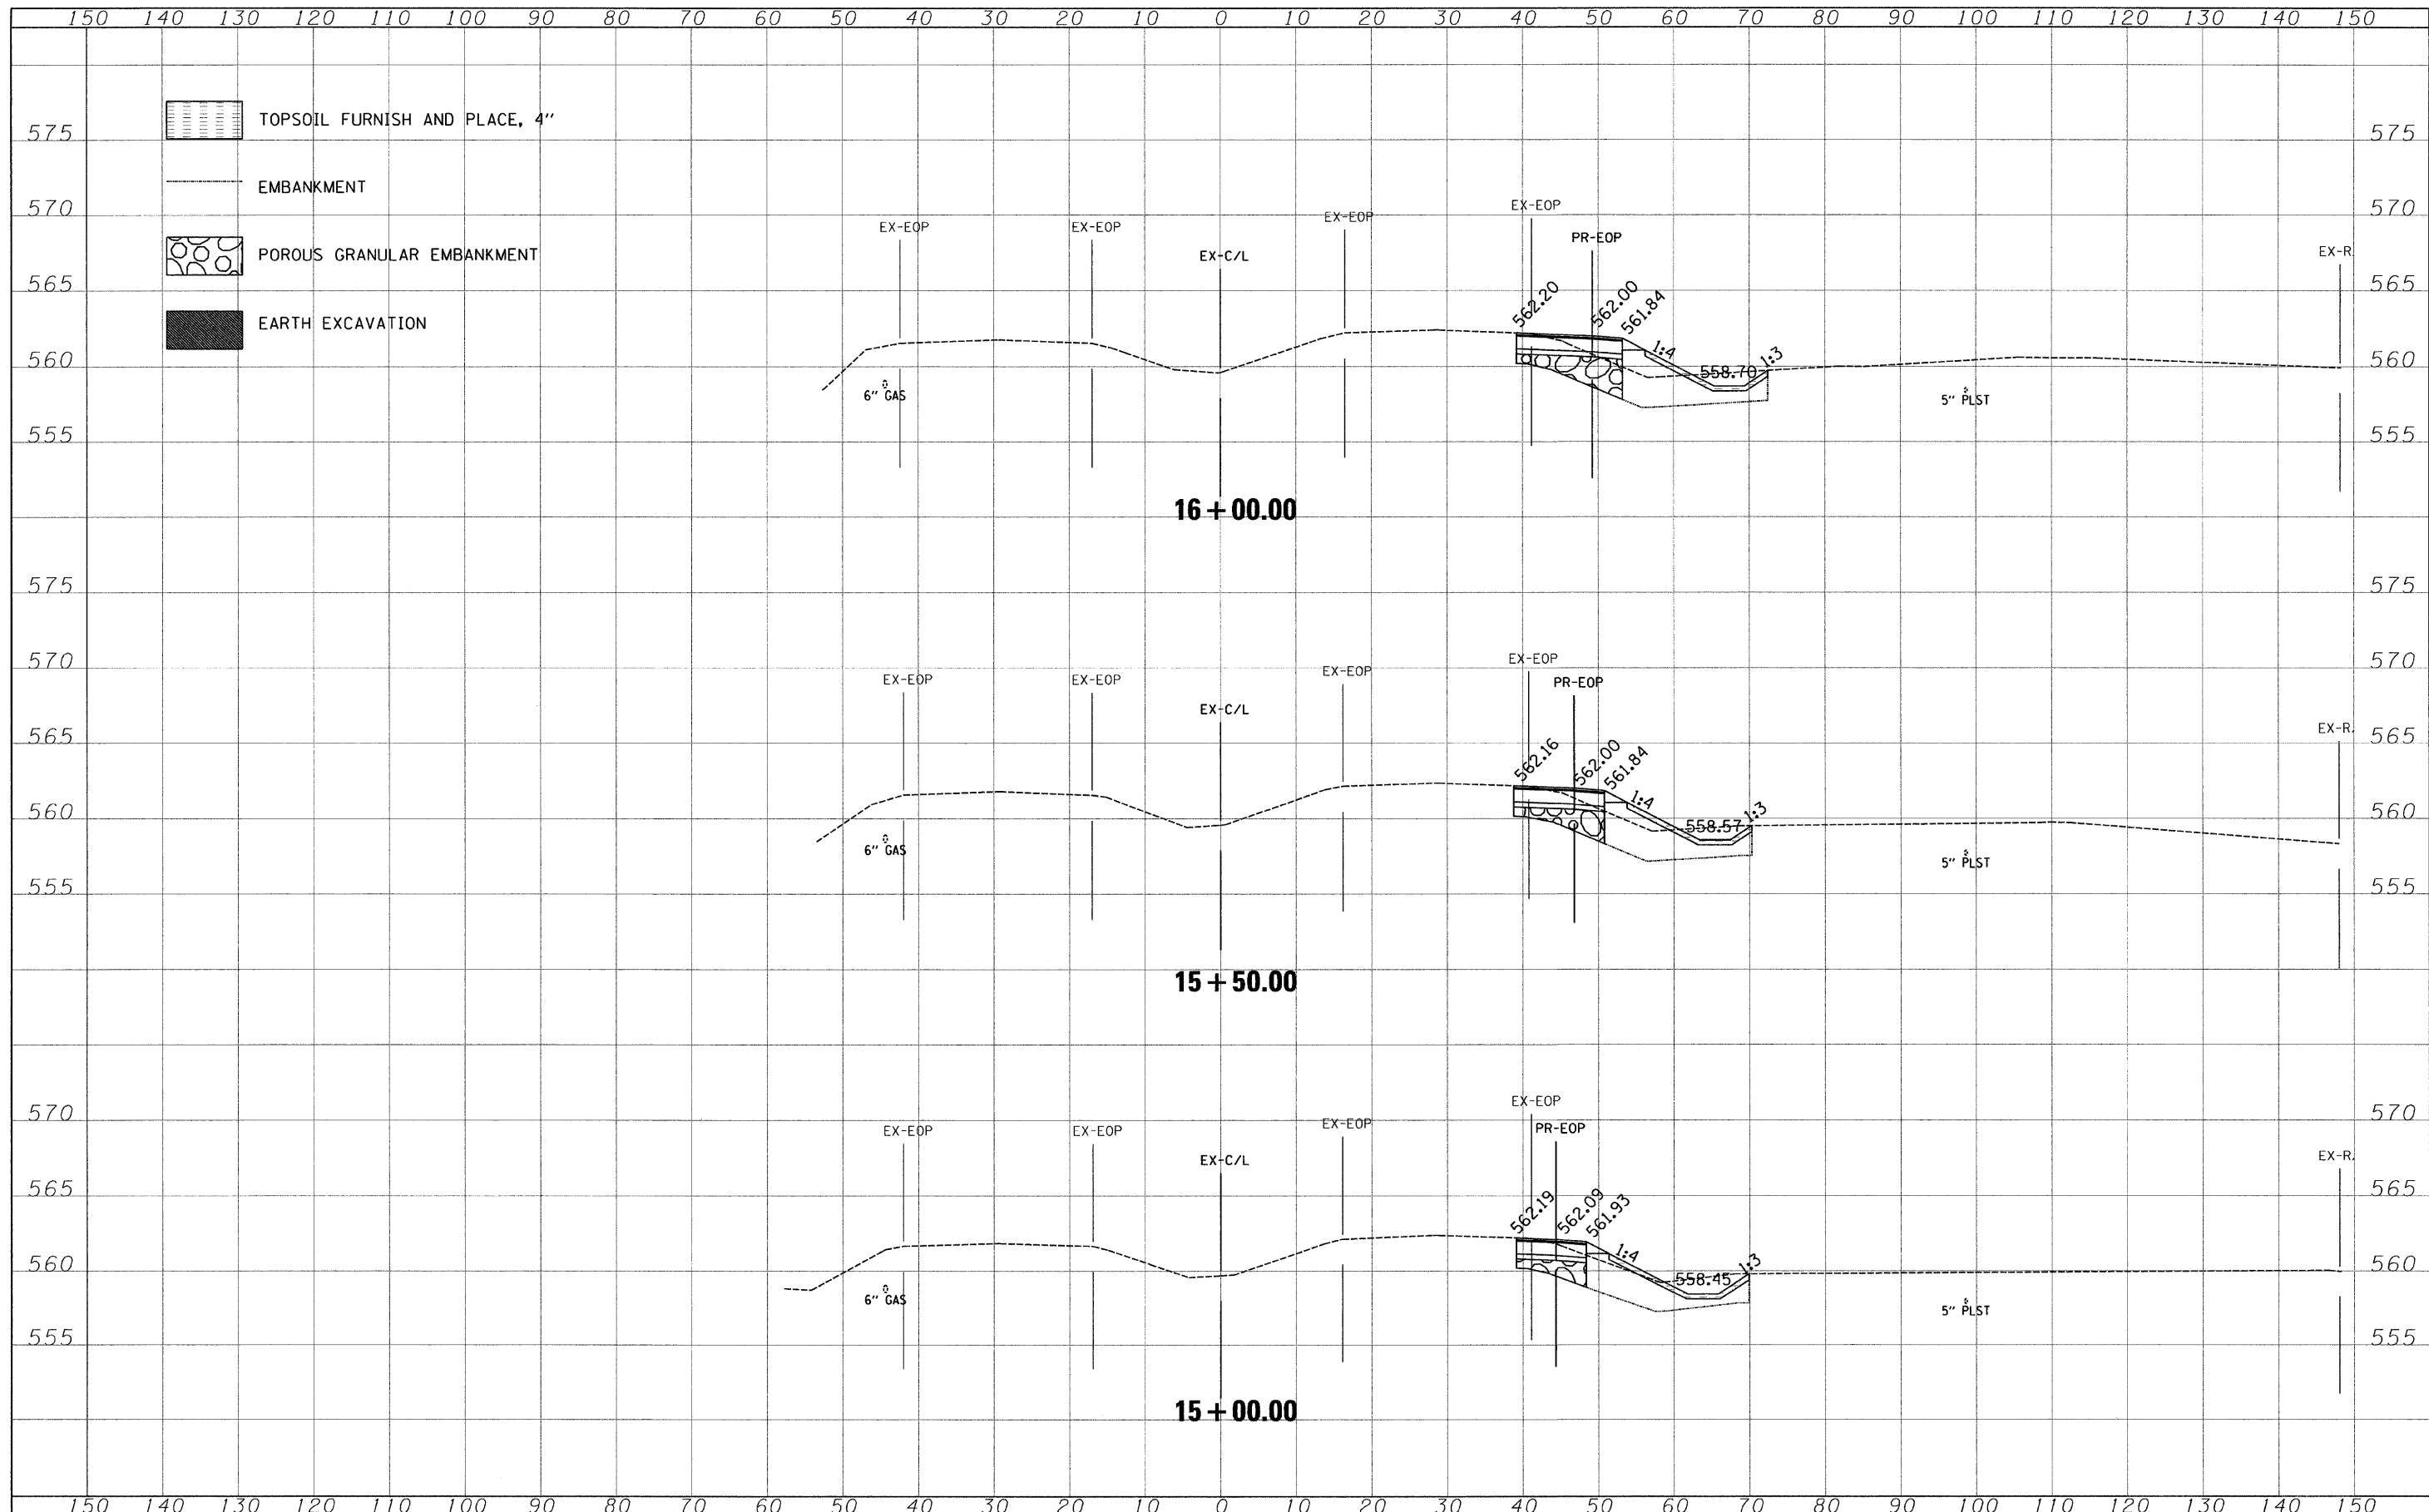 150 140 130 120 110 100 90 80 70 60 50 40 30 20 10 0 10 20 30 40 50 60 70 80 90 100 110 120 130 140 150
TOPSOIL FURNISH AND PLACE, 4"
575 575
EMBANKMENT
570 EX-EOP 570
EX-EOP EX-EOP EX-EOP
PR-EOP
POROUS GRANULAR EMBANKMENT EX-C/L EX-R
565 565
562.20 562.00 561.84
EARTH EXCAVATION
1:4 1:3
560 560
558.70
6" GAS 5" PLST
555 555
16+00.00
575 575
570 EX-EOP 570
EX-EOP EX-EOP EX-EOP PR-EOP
EX-C/L
565 EX-R 565
562.16 562.00 561.84
1:4 1:3
560 560
558.57
6" GAS 5" PLST
555 555
15+50.00
570 570
EX-EOP
EX-EOP EX-EOP EX-EOP PR-EOP
EX-C/L EX-R
565 565
562.19 562.09 561.93
1:4 1:3
560 560
558.45
6" GAS 5" PLST
555 555
15+00.00
150 140 130 120 110 100 90 80 70 60 50 40 30 20 10 0 10 20 30 40 50 60 70 80 90 100 110 120 130 140 150